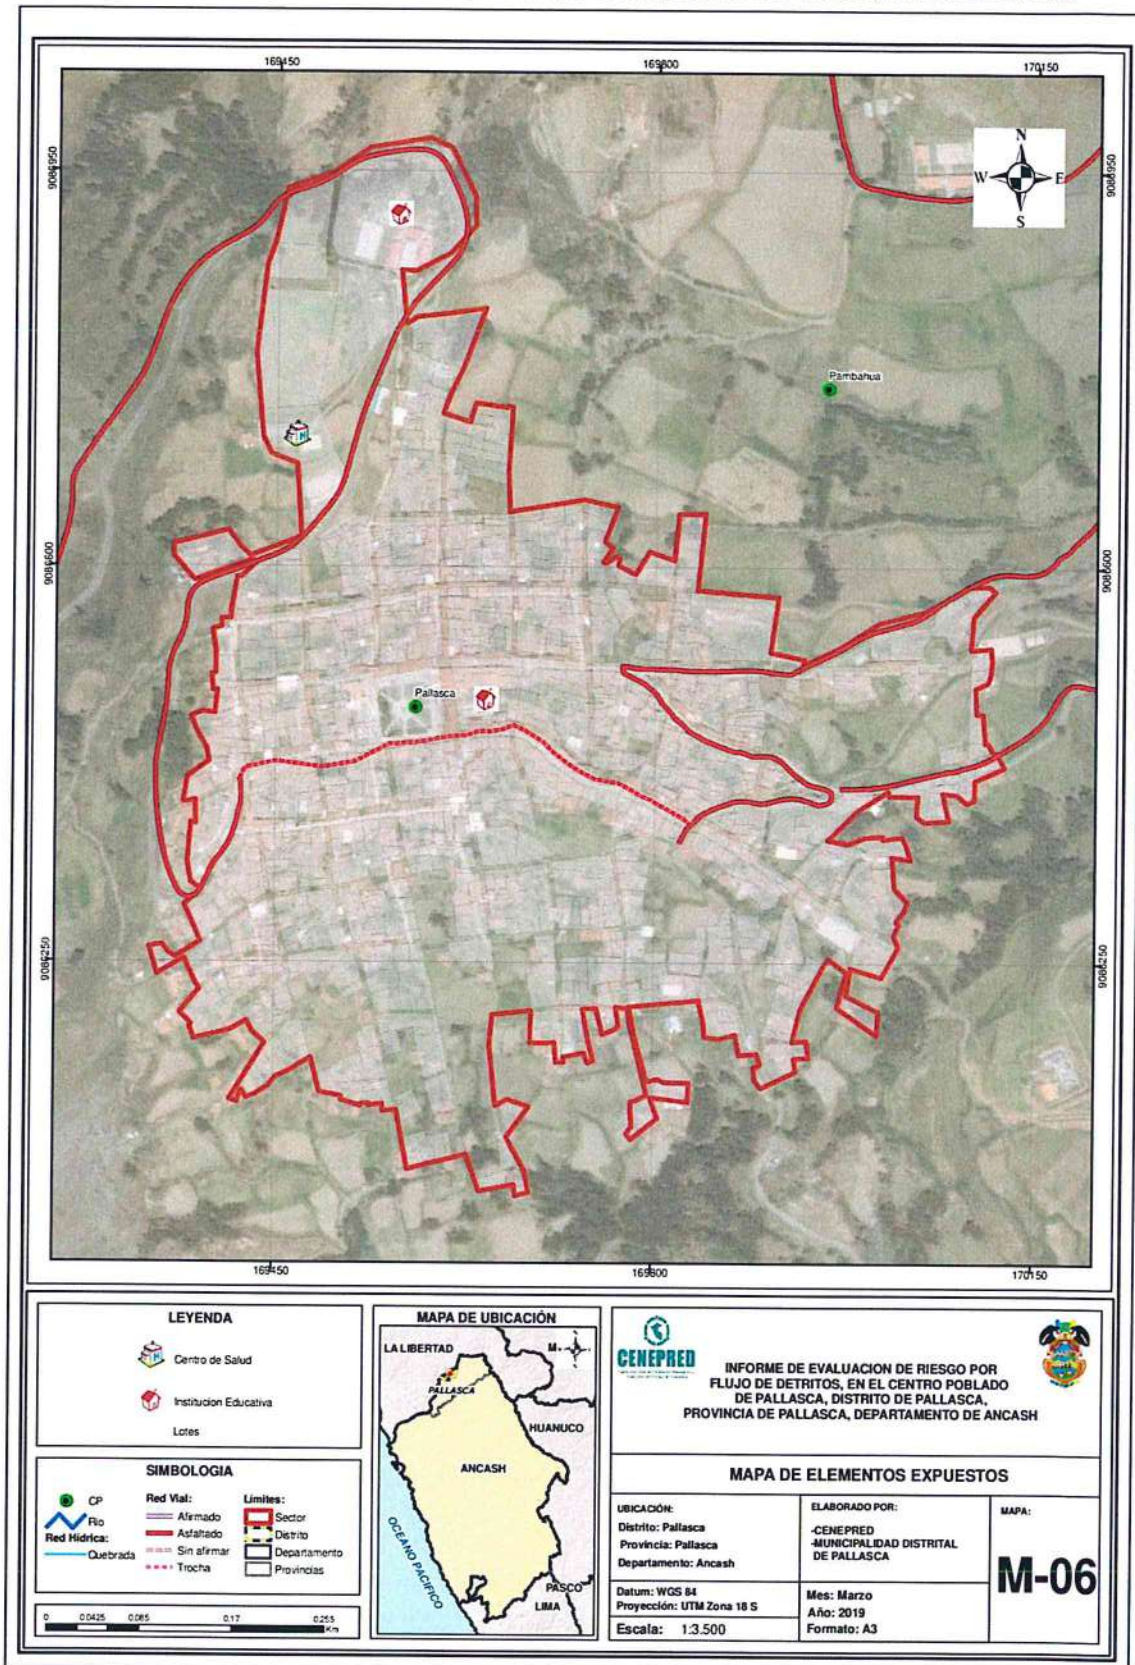 169450
169800
170150
9086950
9086950
N
W
E
S
Pambahua
9086600
9086600
Pallasca
9086250
9086250
169450
169800
170150
LEYENDA
Centro de Salud
Institucion Educativa
Lotes
SIMBOLOGIA
CP
Rio
Red Hídrica:
Quebrada
Red Vial:
Afirmado
Asfaltado
Sin afirmar
Trocha
Limites:
Sector
Distrito
Departamento
Provincias
0 0.0425 0.085 0.17 0.255
Km
MAPA DE UBICACIÓN
LA LIBERTAD
PALLASCA
HUANUCO
ANCASH
OCEANO PACIFICO
PASCO
LIMA
CENEPRED
INFORME DE EVALUACION DE RIESGO POR
FLUJO DE DETRITOS, EN EL CENTRO POBLADO
DE PALLASCA, DISTRITO DE PALLASCA,
PROVINCIA DE PALLASCA, DEPARTAMENTO DE ANCASH
MAPA DE ELEMENTOS EXPUESTOS
UBICACIÓN:
Distrito: Pallasca
Provincia: Pallasca
Departamento: Ancash
Datum: WGS 84
Proyección: UTM Zona 18 S
Escala: 1:3.500
ELABORADO POR:
-CENEPRED
-MUNICIPALIDAD DISTRITAL
DE PALLASCA
Mes: Marzo
Año: 2019
Formato: A3
MAPA:
M-06